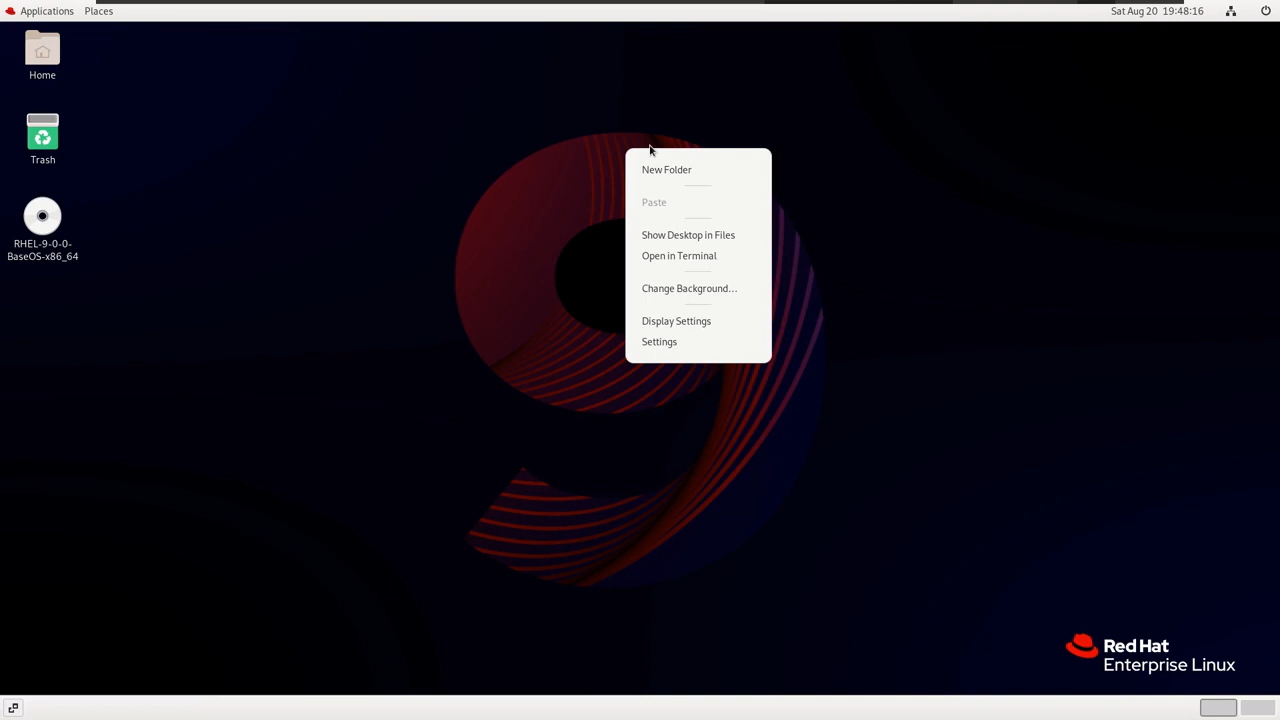 Applications
Places
Sat Aug 20 19:48:16
Home
Trash
RHEL-9-0-0-
BaseOS-x86_64
New Folder
Paste
Show Desktop in Files
Open in Terminal
Change Background...
Display Settings
Settings
Red Hat
Enterprise Linux